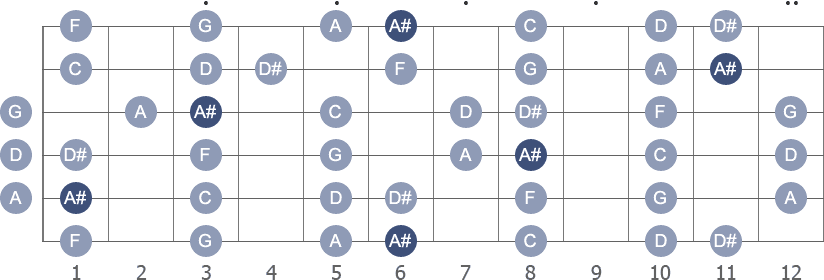 F G A A# C D D#
C D D# F G A A#
G A A# C D D# F G
D D# F G A A# C D
A A# C D D# F G A
F G A A# C D D#
1 2 3 4 5 6 7 8 9 10 11 12